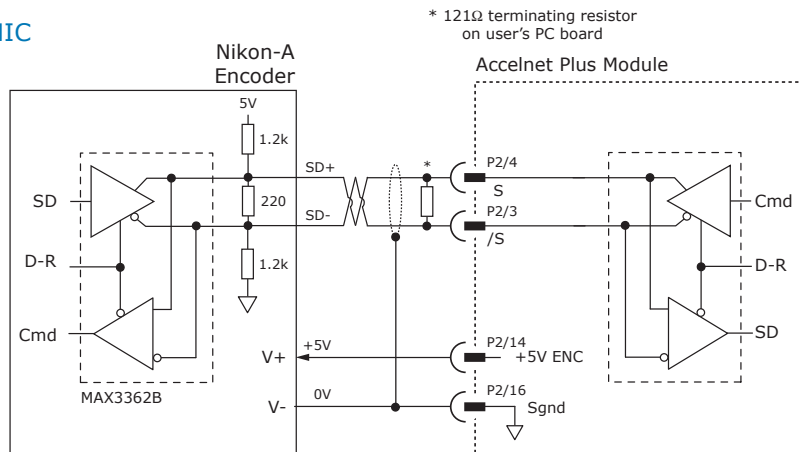 NIC
* 121Ω terminating resistor
on user's PC board
Nikon-A
Encoder
Accelnet Plus Module
5V
1.2k
SD+
*
P2/4
S
SD
220
Cmd
SD-
P2/3
/S
D-R
1.2k
D-R
Cmd
SD
V+
+5V
P2/14
+5V ENC
MAX3362B
V-
0V
P2/16
Sgnd